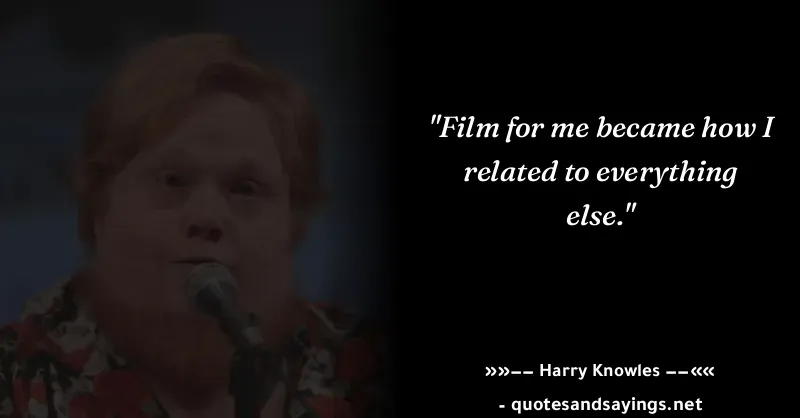 "Film for me became how I
related to everything
else."
»»–– Harry Knowles ––««
- quotesandsayings.net